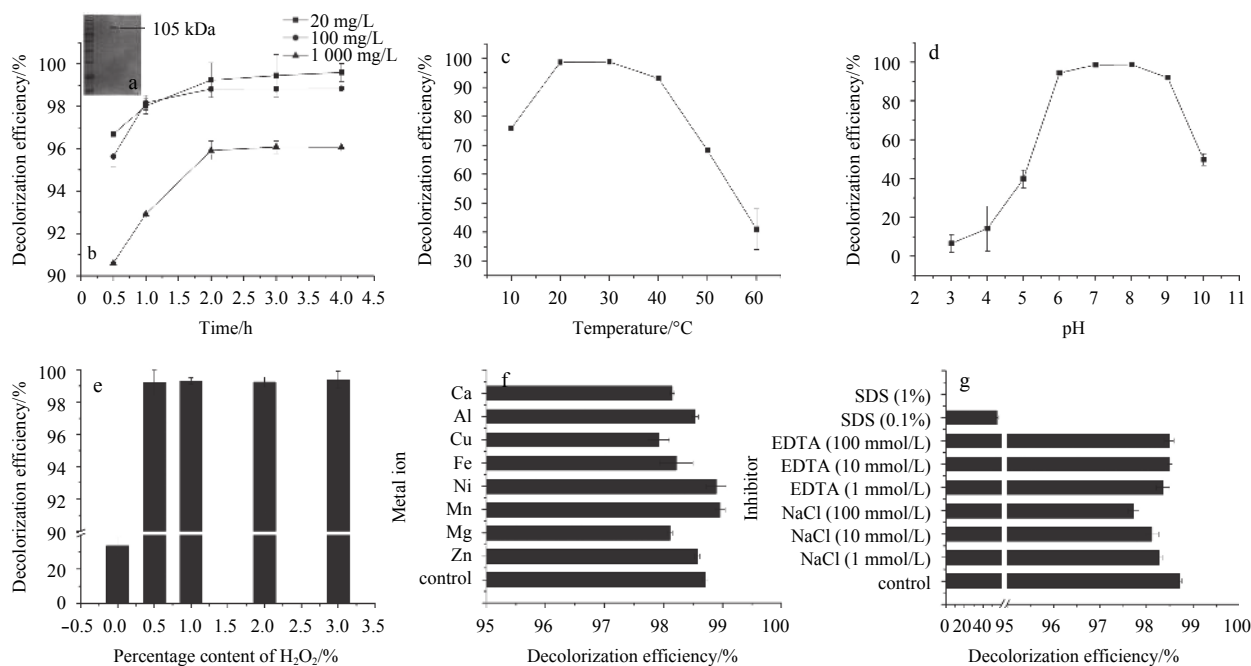 105 kDa
20 mg/L
100 mg/L
1 000 mg/L
a
b
Decolorization efficiency/%
100
98
96
94
92
91
90
0 0.5 1.0 1.5 2.0 2.5 3.0 3.5 4.0 4.5
Time/h
c
Decolorization efficiency/%
100
90
80
70
60
50
40
30
10 20 30 40 50 60
Temperature/°C
d
Decolorization efficiency/%
100
80
60
40
20
0
2 3 4 5 6 7 8 9 10 11
pH
e
Decolorization efficiency/%
100
99
98
96
94
92
90
20
0
−0.5 0.0 0.5 1.0 2.0 2.5 3.0 3.5
Percentage content of H₂O₂/%
f
Metal ion
Ca
Al
Cu
Fe
Ni
Mn
Mg
Zn
control
95 96 97 98 99 100
Decolorization efficiency/%
g
Inhibitor
SDS (1%)
SDS (0.1%)
EDTA (100 mmol/L)
EDTA (10 mmol/L)
EDTA (1 mmol/L)
NaCl (100 mmol/L)
NaCl (10 mmol/L)
NaCl (1 mmol/L)
control
0 20 40 95 96 97 98 99 100
Decolorization efficiency/%